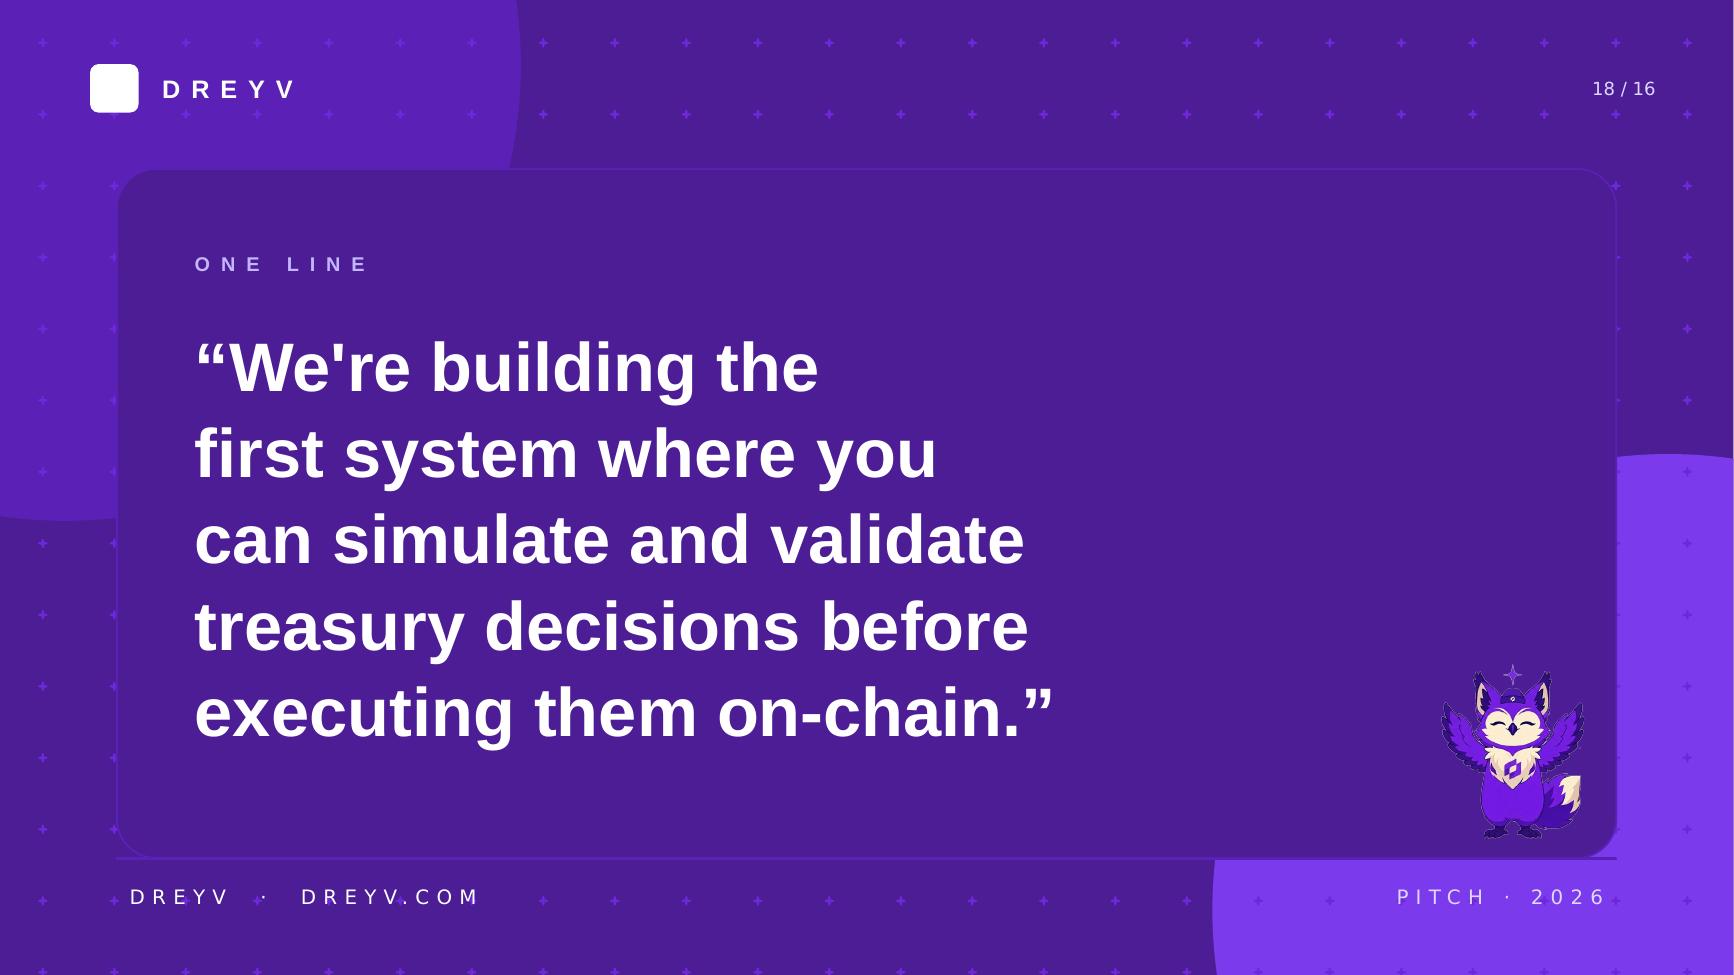 DREYV
18 / 16
ONE LINE
“We're building the
first system where you
can simulate and validate
treasury decisions before
executing them on-chain.”
DREYV · DREYV.COM
PITCH · 2026